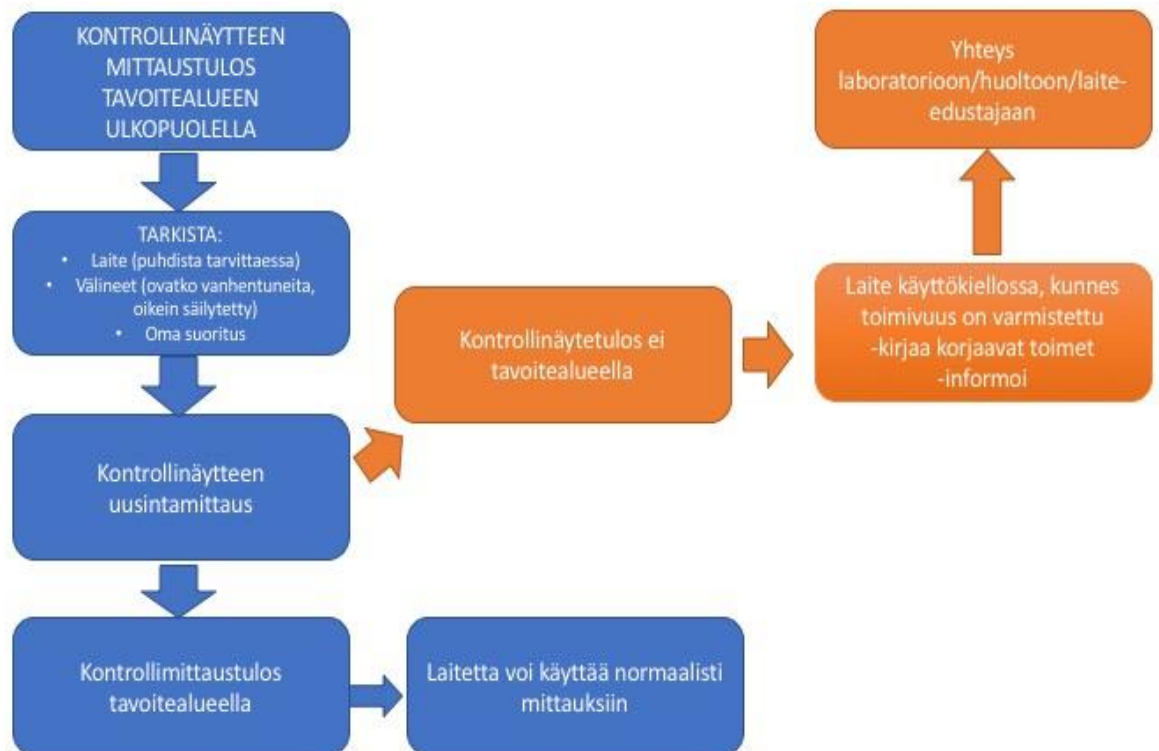 KONTROLLINÄYTTEEN
MITTAUSTULOS
TAVOITEALUEEN
ULKOPUOLELLA
TARKISTA:
• Laite (puhdista tarvittaessa)
• Välineet (ovatko vanhentuneita,
oikein säilytetty)
• Oma suoritus
Kontrollinäytteen
uusintamittaus
Kontrollimittaustulos
tavoitealueella
Laitetta voi käyttää normaalisti
mittauksiin
Kontrollinäytetulos ei
tavoitealueella
Laite käyttökiellossa, kunnes
toimivuus on varmistettu
-kirjaa korjaavat toimet
-informoi
Yhteys
laboratorioon/huoltoon/laite-
edustajaan